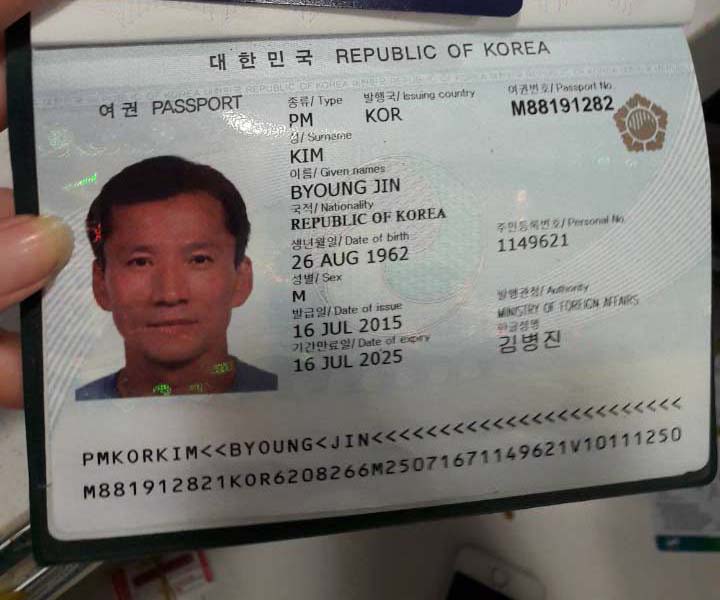 대한민국 REPUBLIC OF KOREA
여권 PASSPORT
종류/ Type 발행국/ Issuing country 여권번호/ Passport No.
PM KOR M88191282
성/ Surname
KIM
이름/ Given names
BYOUNG JIN
국적/ Nationality
REPUBLIC OF KOREA
생년월일/ Date of birth 주민등록번호/ Personal No.
26 AUG 1962 1149621
성별/ Sex
M
발급일/ Date of issue 발행관청/ Authority
16 JUL 2015 MINISTRY OF FOREIGN AFFAIRS
기간만료일/ Date of expiry 한글성명
16 JUL 2025 김병진
PMKORKIM<<BYOUNG<JIN<<<<<<<<<<<<<<<<<<<<<<<<
M881912821KOR6208266M25071671149621V10111250